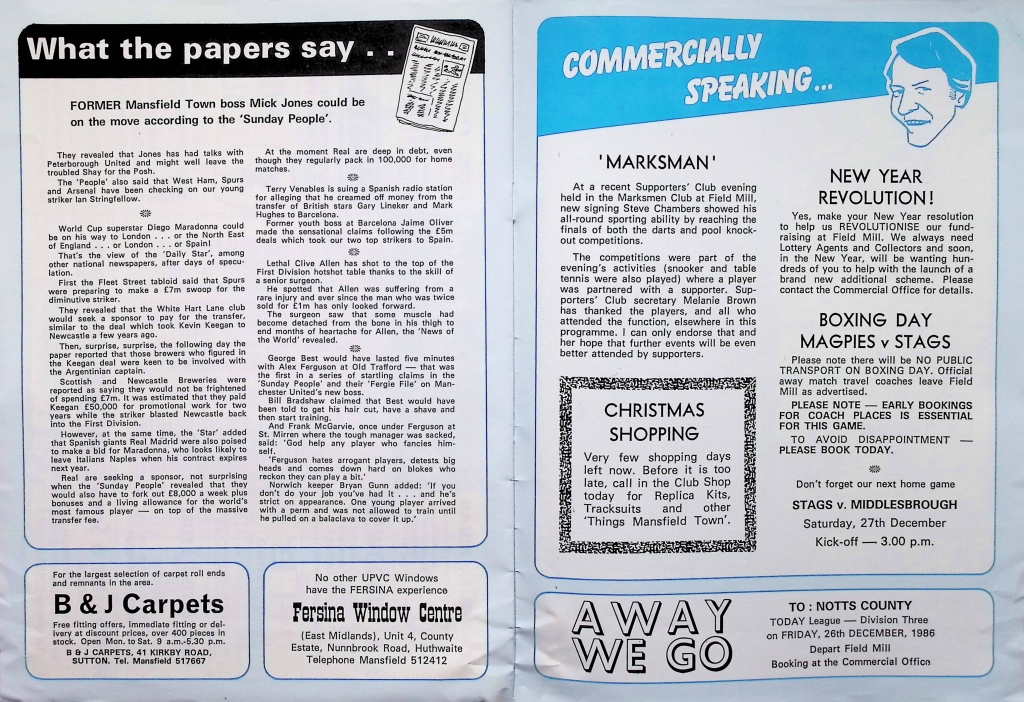 What the papers say . .
FORMER Mansfield Town boss Mick Jones could be
on the move according to the 'Sunday People'.
They revealed that Jones has had talks with
Peterborough United and might well leave the
troubled Shay for the Posh.
The 'People' also said that West Ham, Spurs
and Arsenal have been checking on our young
striker Ian Stringfellow.
World Cup superstar Diego Maradona could
be on his way to London . . . or the North East
of England . . . or London . . . or Spain!
That's the view of the 'Daily Star', among
other national newspapers, after days of specu-
lation.
First the Fleet Street tabloid said that Spurs
were preparing to make a £7m swoop for the
diminutive striker.
They revealed that the White Hart Lane club
would seek a sponsor to pay for the transfer,
similar to the deal which took Kevin Keegan to
Newcastle a few years ago.
Then, surprise, surprise, the following day the
paper reported that those brewers who figured in
the Keegan deal were keen to be involved with
the Argentinian captain.
Scottish and Newcastle Breweries were
reported as saying they would not be frightened
of spending £7m. It was estimated that they paid
Keegan £50,000 for promotional work for two
years while the striker blasted Newcastle back
into the First Division.
However, at the same time, the 'Star' added
that Spanish giants Real Madrid were also poised
to make a bid for Maradonna, who looks likely to
leave Italians Naples when his contract expires
next year.
Real are seeking a sponsor, not surprising
when the 'Sunday People' revealed that they
would also have to fork out £8,000 a week plus
bonuses and a living allowance for the world's
most famous player — on top of the massive
transfer fee.
At the moment Real are deep in debt, even
though they regularly pack in 100,000 for home
matches.
Terry Venables is suing a Spanish radio station
for alleging that he creamed off money from the
transfer of British stars Gary Lineker and Mark
Hughes to Barcelona.
Former youth boss at Barcelona Jaime Oliver
made the sensational claims following the £5m
deals which took our two top strikers to Spain.
Lethal Clive Allen has shot to the top of the
First Division hotshot table thanks to the skill of
a senior surgeon.
He spotted that Allen was suffering from a
rare injury and ever since the man who was twice
sold for £1m has only looked forward.
The surgeon saw that some muscle had
become detached from the bone in his thigh to
end months of heartache for Allen, the 'News of
the World' revealed.
George Best would have lasted five minutes
with Alex Ferguson at Old Trafford — that was
the first in a series of startling claims in the
'Sunday People' and their 'Fergie File' on Man-
chester United's new boss.
Bill Bradshaw claimed that Best would have
been told to get his hair cut, have a shave and
then start training.
And Frank McGarvie, once under Ferguson at
St. Mirren where the tough manager was sacked,
said: 'God help any player who fancies him-
self.
'Ferguson hates arrogant players, detests big
heads and comes down hard on blokes who
reckon they can play a bit.'
Norwich keeper Bryan Gunn added: 'If you
don't do your job you've had it . . . and he's
strict on appearance. One young player arrived
with a perm and was not allowed to train until
he pulled on a balaclava to cover it up.'
For the largest selection of carpet roll ends
and remnants in the area.
B & J Carpets
Free fitting offers, Immediate fitting or del-
ivery at discount prices, over 400 pieces in
stock. Open Mon. to Sat. 9 a.m.-5.30 p.m.
B & J CARPETS, 41 KIRKBY ROAD,
SUTTON. Tel. Mansfield 517667
No other UPVC Windows
have the FERSINA experience
Fersina Window Centre
(East Midlands), Unit 4, County
Estate, Nunnbrook Road, Huthwaite
Telephone Mansfield 512412
COMMERCIALLY
SPEAKING...
'MARKSMAN'
At a recent Supporters' Club evening
held in the Marksmen Club at Field Mill,
new signing Steve Chambers showed his
all-round sporting ability by reaching the
finals of both the darts and pool knock-
out competitions.
The competitions were part of the
evening's activities (snooker and table
tennis were also played) where a player
was partnered with a supporter. Sup-
porters' Club secretary Melanie Brown
has thanked the players, and all who
attended the function, elsewhere in this
programme. I can only endorse that and
her hope that further events will be even
better attended by supporters.
CHRISTMAS
SHOPPING
Very few shopping days
left now. Before it is too
late, call in the Club Shop
today for Replica Kits,
Tracksuits and other
'Things Mansfield Town'.
NEW YEAR
REVOLUTION!
Yes, make your New Year resolution
to help us REVOLUTIONISE our fund-
raising at Field Mill. We always need
Lottery Agents and Collectors and soon,
in the New Year, will be wanting hun-
dreds of you to help with the launch of a
brand new additional scheme. Please
contact the Commercial Office for details.
BOXING DAY
MAGPIES v STAGS
Please note there will be NO PUBLIC
TRANSPORT ON BOXING DAY. Official
away match travel coaches leave Field
Mill as advertised.
PLEASE NOTE — EARLY BOOKINGS
FOR COACH PLACES IS ESSENTIAL
FOR THIS GAME.
TO AVOID DISAPPOINTMENT —
PLEASE BOOK TODAY.
Don't forget our next home game
STAGS v. MIDDLESBROUGH
Saturday, 27th December
Kick-off — 3.00 p.m.
AWAY
WE GO
TO : NOTTS COUNTY
TODAY League — Division Three
on FRIDAY, 26th DECEMBER, 1986
Depart Field Mill
Booking at the Commercial Office